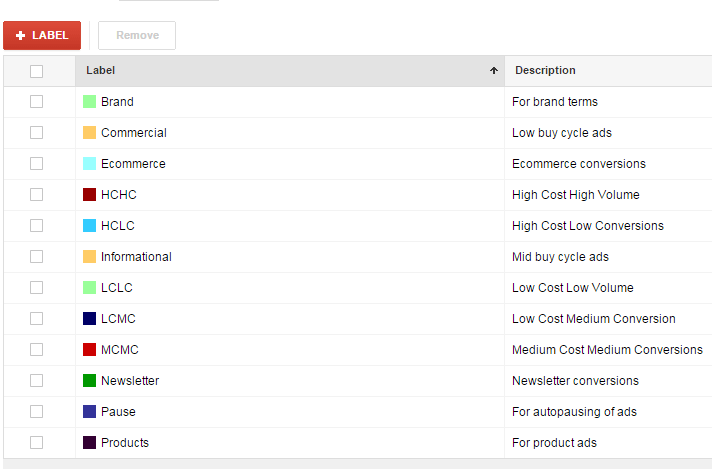 + LABEL Remove
Label Description
Brand For brand terms
Commercial Low buy cycle ads
Ecommerce Ecommerce conversions
HCHC High Cost High Volume
HCLC High Cost Low Conversions
Informational Mid buy cycle ads
LCLC Low Cost Low Volume
LCMC Low Cost Medium Conversion
MCMC Medium Cost Medium Conversions
Newsletter Newsletter conversions
Pause For autopausing of ads
Products For product ads